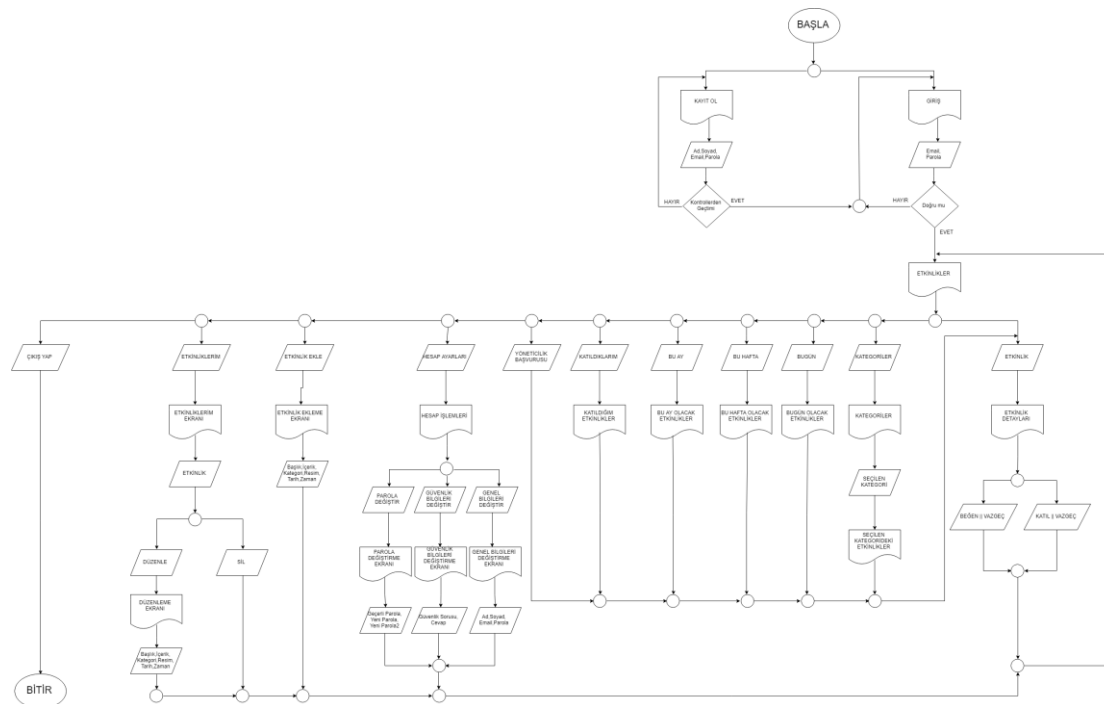 BAŞLA
KAYIT OL
GİRİŞ
Ad,Soyad,
Email,Parola
Email,
Parola
HAYIR
Kontrollerden
Geçtimi
EVET
HAYIR
Doğru mu
EVET
ETKİNLİKLER
ÇIKIŞ YAP
ETKİNLİKLERİM
ETKİNLİK EKLE
HESAP AYARLARI
YÖNETİCİLİK
BAŞVURUSU
KATILDIKLARIM
BU AY
BU HAFTA
BUGÜN
KATEGORİLER
ETKİNLİK
ETKİNLİKLERİM
EKRANI
ETKİNLİK EKLEME
EKRANI
HESAP İŞLEMLERİ
KATILDIĞIM
ETKİNLİKLER
BU AY OLACAK
ETKİNLİKLER
BU HAFTA OLACAK
ETKİNLİKLER
BUGÜN OLACAK
ETKİNLİKLER
KATEGORİLER
ETKİNLİK
DETAYLARI
ETKİNLİK
Başlık,İçerik,
Kategori,Resim,
Tarih,Zaman
PAROLA
DEĞİŞTİR
GÜVENLİK
BİLGİLERİ
DEĞİŞTİR
GENEL
BİLGİLERİ
DEĞİŞTİR
SEÇİLEN
KATEGORİ
BEĞEN || VAZGEÇ
KATIL || VAZGEÇ
DÜZENLE
SİL
PAROLA
DEĞİŞTİRME
EKRANI
GÜVENLİK
BİLGİLERİ
DEĞİŞTİRME
EKRANI
GENEL BİLGİLERİ
DEĞİŞTİRME
EKRANI
SEÇİLEN
KATEGORİDEKİ
ETKİNLİKLER
DÜZENLEME
EKRANI
Geçerli Parola,
Yeni Parola,
Yeni Parola2
Güvenlik Sorusu,
Cevap
Ad,Soyad,
Email,Parola
Başlık,İçerik,
Kategori,Resim,
Tarih,Zaman
BİTİR